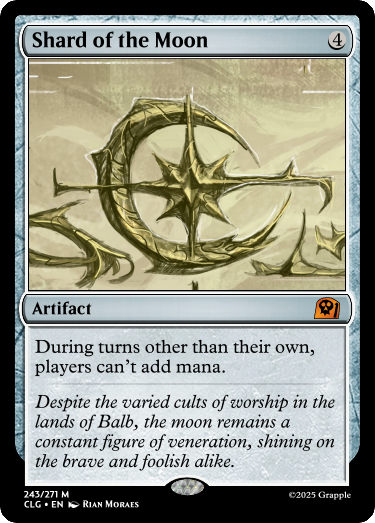 Shard of the Moon 4
Artifact
During turns other than their own,
players can't add mana.
Despite the varied cults of worship in the
lands of Balb, the moon remains a
constant figure of veneration, shining on
the brave and foolish alike.
243/271 M
CLG • EN Rian Moraes
©2025 Grapple